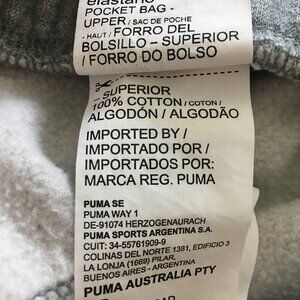 elastano
POCKET BAG -
UPPER / SAC DE POCHE
- HAUT / FORRO DEL
BOLSILLO - SUPERIOR
/ FORRO DO BOLSO
- SUPERIOR
100% COTTON / COTON /
ALGODÓN / ALGODÃO
IMPORTED BY /
IMPORTADO POR /
IMPORTADOS POR:
MARCA REG. PUMA
PUMA SE
PUMA WAY 1
DE-91074 HERZOGENAURACH
PUMA SPORTS ARGENTINA S.A.
CUIT: 34-55761909-9
COLINAS DEL NORTE 1381, EDIFICIO 3
LA LONJA (1669) PILAR,
BUENOS AIRES - ARGENTINA
PUMA AUSTRALIA PTY